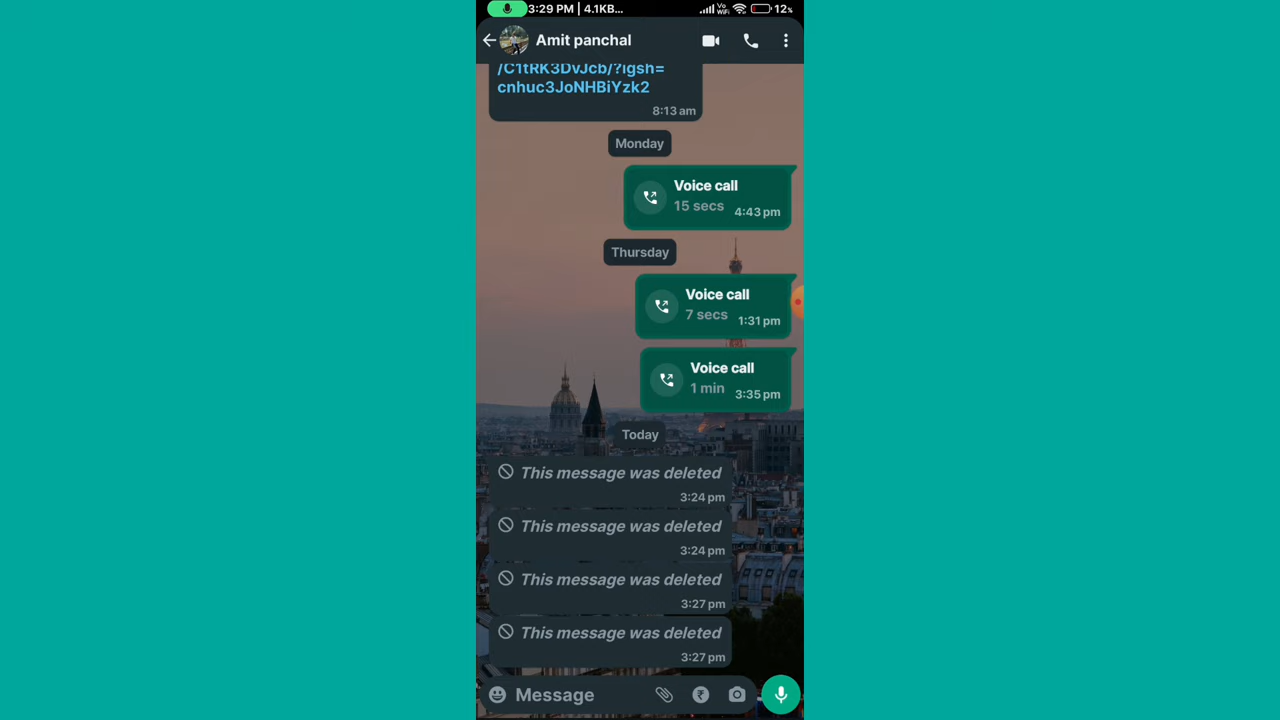 3:29 PM | 4.1KB...
Vo
WiFi
12%
Amit panchal
/C1tRK3DvJcb/?igsh=
cnhuc3JoNHBiYzk2
8:13 am
Monday
Voice call
15 secs
4:43 pm
Thursday
Voice call
7 secs
1:31 pm
Voice call
1 min
3:35 pm
Today
This message was deleted
3:24 pm
This message was deleted
3:24 pm
This message was deleted
3:27 pm
This message was deleted
3:27 pm
Message
₹